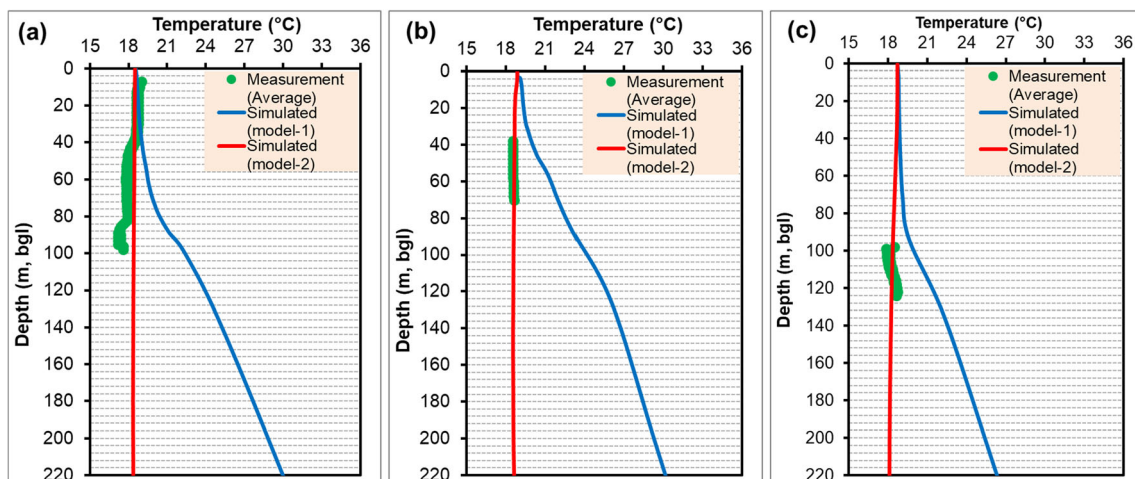 (a)
Temperature (°C)
15 18 21 24 27 30 33 36
Depth (m, bgl)
0
20
40
60
80
100
120
140
160
180
200
220
Measurement
(Average)
Simulated
(model-1)
Simulated
(model-2)
(b)
Temperature (°C)
15 18 21 24 27 30 33 36
Depth (m, bgl)
0
20
40
60
80
100
120
140
160
180
200
220
Measurement
(Average)
Simulated
(model-1)
Simulated
(model-2)
(c)
Temperature (°C)
15 18 21 24 27 30 33 36
Depth (m, bgl)
0
20
40
60
80
100
120
140
160
180
200
220
Measurement
(Average)
Simulated
(model-1)
Simulated
(model-2)